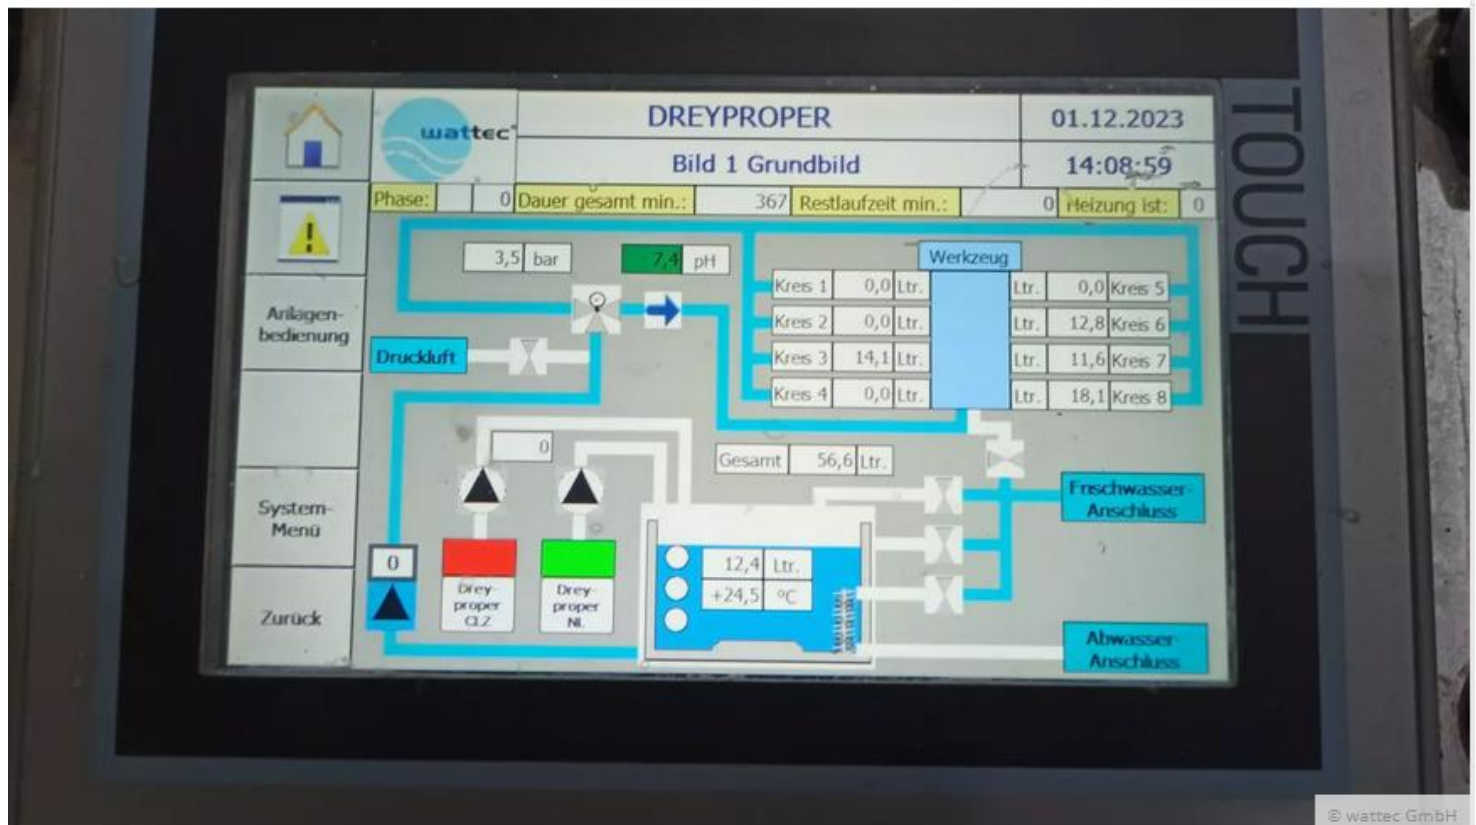 wattec
DREYPROPER
01.12.2023
Bild 1 Grundbild
14:08:59
Phase: 0 Dauer gesamt min.: 367 Restlaufzeit min.: 0 Heizung ist: 0
Anlagen-
bedienung
System-
Menü
Zurück
3,5 bar
7,4 pH
Druckluft
Werkzeug
Kreis 1 0,0 Ltr.
Ltr. 0,0 Kreis 5
Kreis 2 0,0 Ltr.
Ltr. 12,8 Kreis 6
Kreis 3 14,1 Ltr.
Ltr. 11,6 Kreis 7
Kreis 4 0,0 Ltr.
Ltr. 18,1 Kreis 8
0
Gesamt 56,6 Ltr.
Frischwasser-
Anschluss
0
Drey-
proper
CLZ
Drey-
proper
NL
12,4 Ltr.
+24,5 °C
Abwasser-
Anschluss
TOUCH
© wattec GmbH